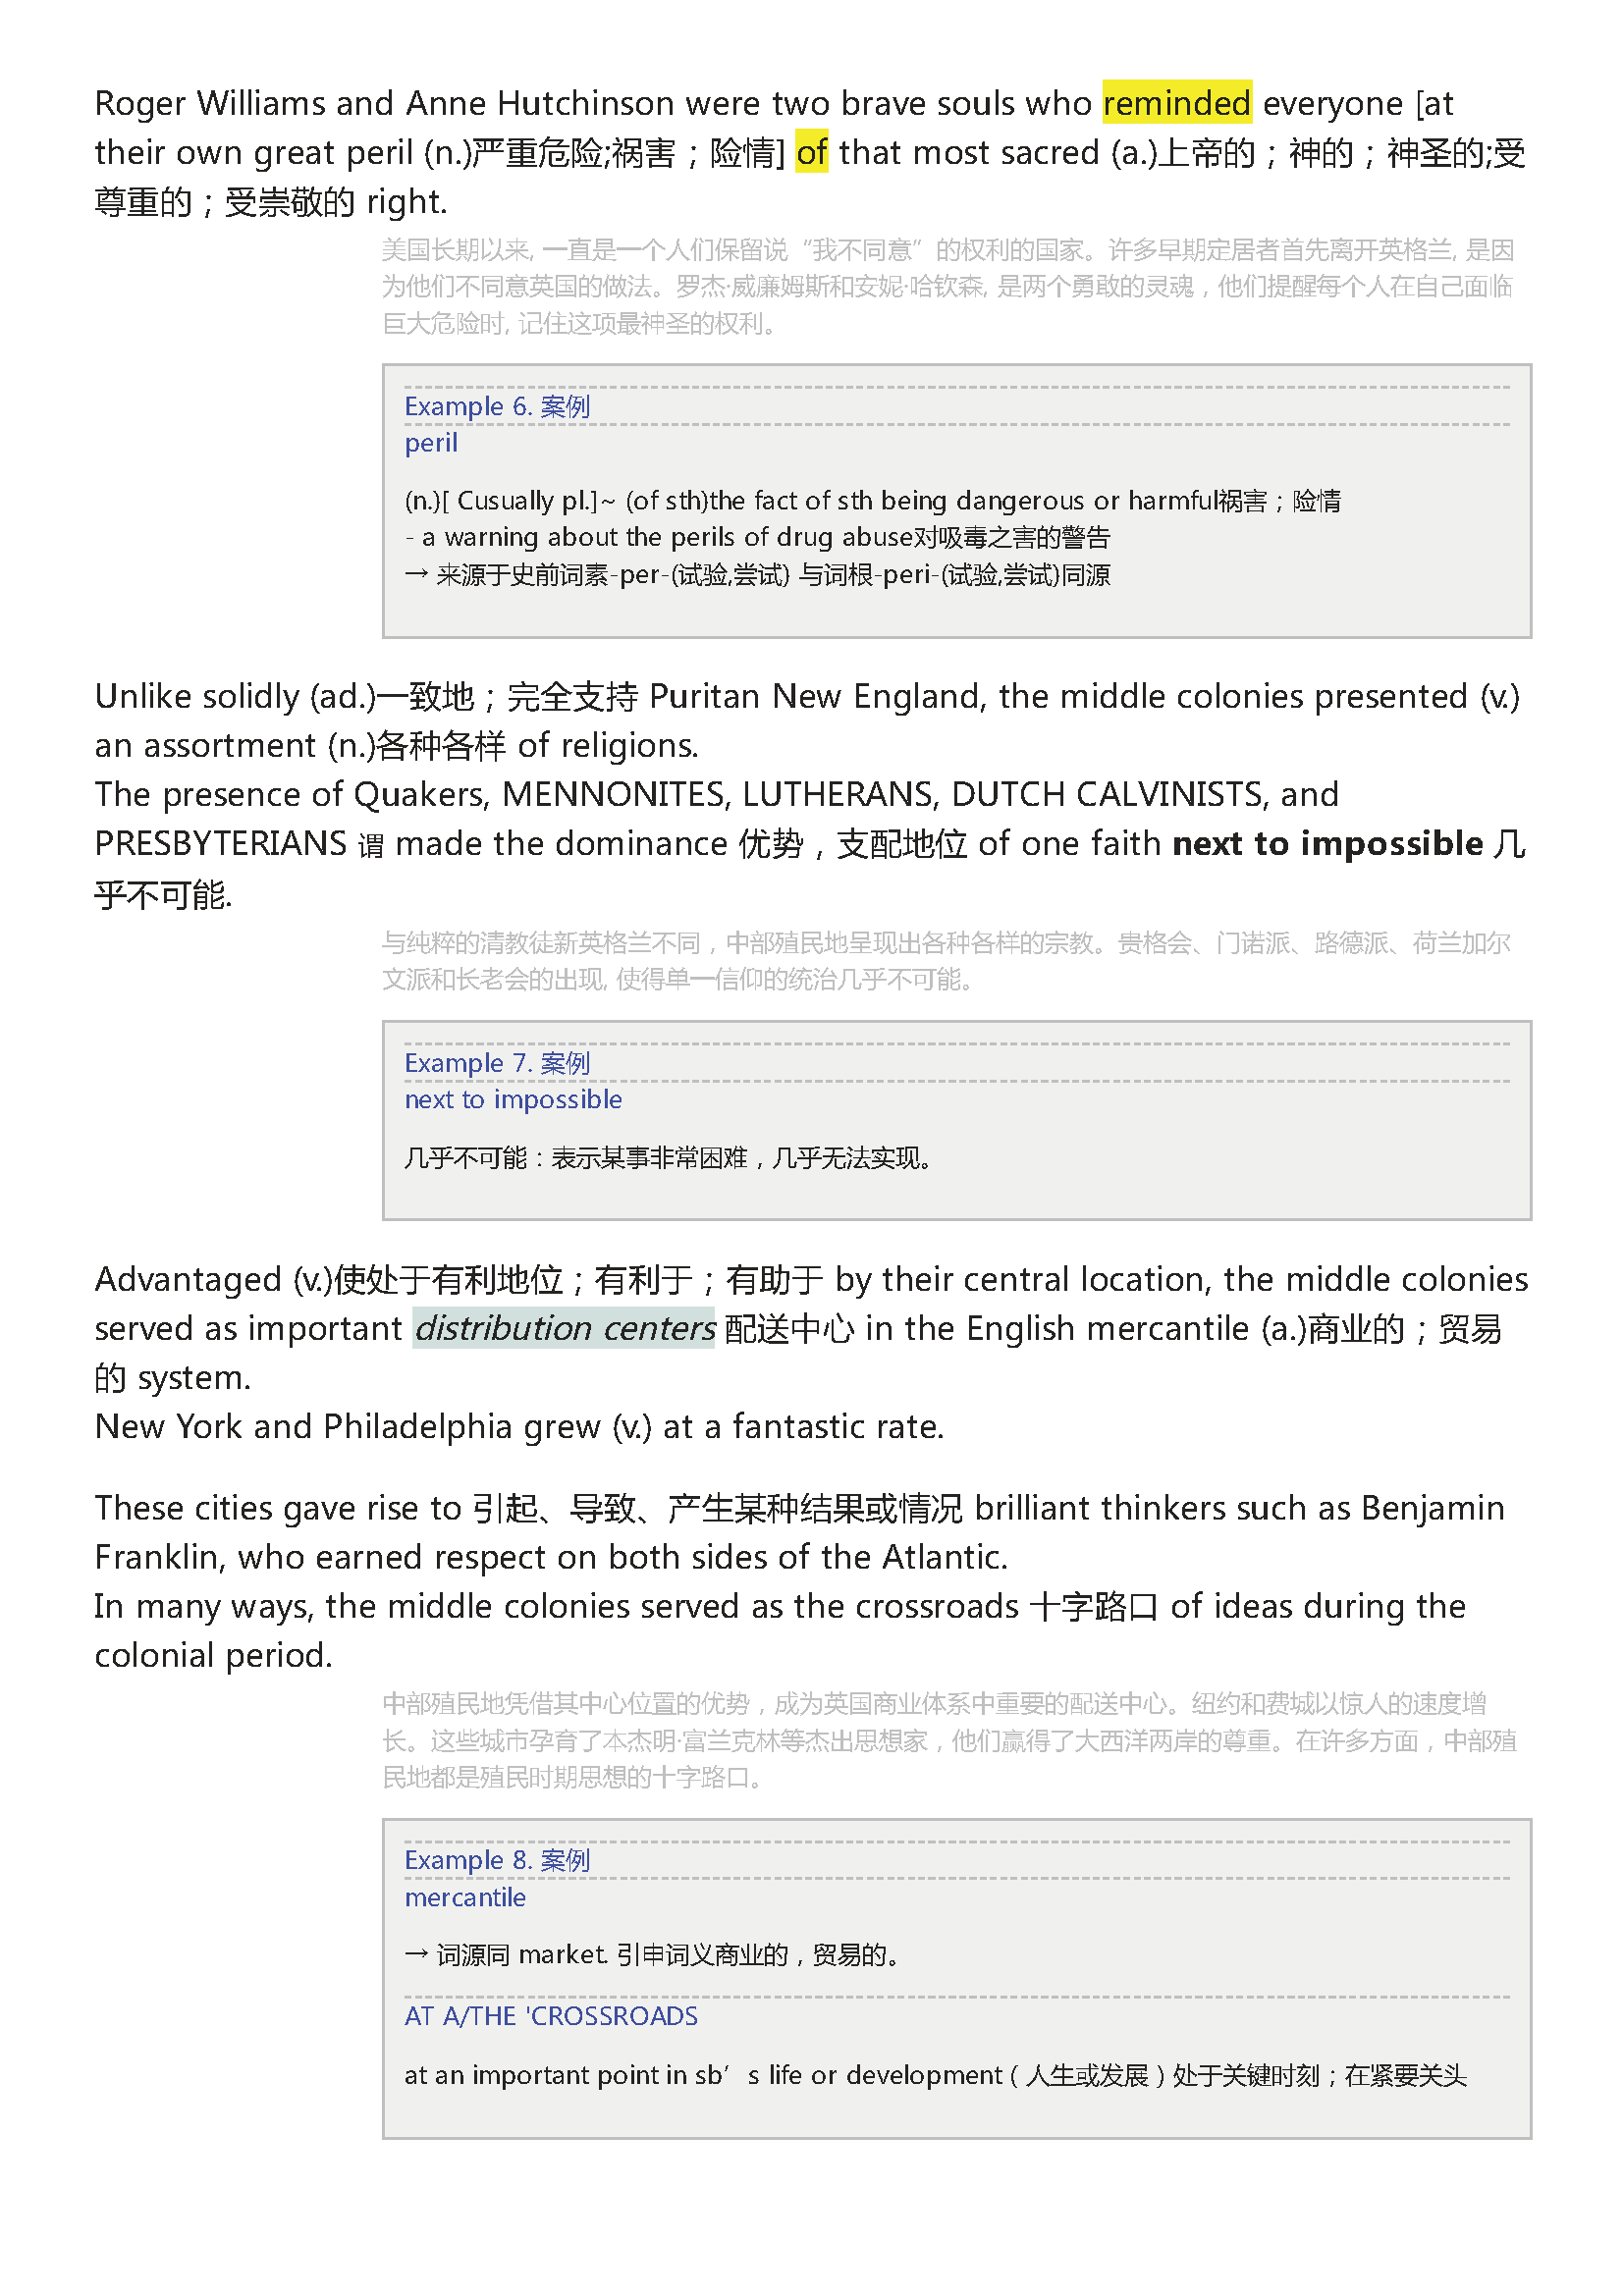 Roger Williams and Anne Hutchinson were two brave souls who reminded everyone [at
their own great peril (n.)严重危险;祸害；险情] of that most sacred (a.)上帝的；神的；神圣的;受
尊重的；受崇敬的 right.
美国长期以来, 一直是一个人们保留说“我不同意”的权利的国家。许多早期定居者首先离开英格兰, 是因
为他们不同意英国的做法。罗杰·威廉姆斯和安妮·哈钦森, 是两个勇敢的灵魂，他们提醒每个人在自己面临
巨大危险时, 记住这项最神圣的权利。
Example 6. 案例
peril
(n.)[ Cusually pl.]~ (of sth)the fact of sth being dangerous or harmful祸害；险情
- a warning about the perils of drug abuse对吸毒之害的警告
→ 来源于史前词素-per-(试验,尝试) 与词根-peri-(试验,尝试)同源
Unlike solidly (ad.)一致地；完全支持 Puritan New England, the middle colonies presented (v.)
an assortment (n.)各种各样 of religions.
The presence of Quakers, MENNONITES, LUTHERANS, DUTCH CALVINISTS, and
PRESBYTERIANS 谓 made the dominance 优势，支配地位 of one faith next to impossible 几
乎不可能.
与纯粹的清教徒新英格兰不同，中部殖民地呈现出各种各样的宗教。贵格会、门诺派、路德派、荷兰加尔
文派和长老会的出现, 使得单一信仰的统治几乎不可能。
Example 7. 案例
next to impossible
几乎不可能：表示某事非常困难，几乎无法实现。
Advantaged (v.)使处于有利地位；有利于；有助于 by their central location, the middle colonies
served as important distribution centers 配送中心 in the English mercantile (a.)商业的；贸易
的 system.
New York and Philadelphia grew (v.) at a fantastic rate.
These cities gave rise to 引起、导致、产生某种结果或情况 brilliant thinkers such as Benjamin
Franklin, who earned respect on both sides of the Atlantic.
In many ways, the middle colonies served as the crossroads 十字路口 of ideas during the
colonial period.
中部殖民地凭借其中心位置的优势，成为英国商业体系中重要的配送中心。纽约和费城以惊人的速度增
长。这些城市孕育了本杰明·富兰克林等杰出思想家，他们赢得了大西洋两岸的尊重。在许多方面，中部殖
民地都是殖民时期思想的十字路口。
Example 8. 案例
mercantile
→ 词源同 market. 引申词义商业的，贸易的。
AT A/THE 'CROSSROADS
at an important point in sb’s life or development（人生或发展）处于关键时刻；在紧要关头